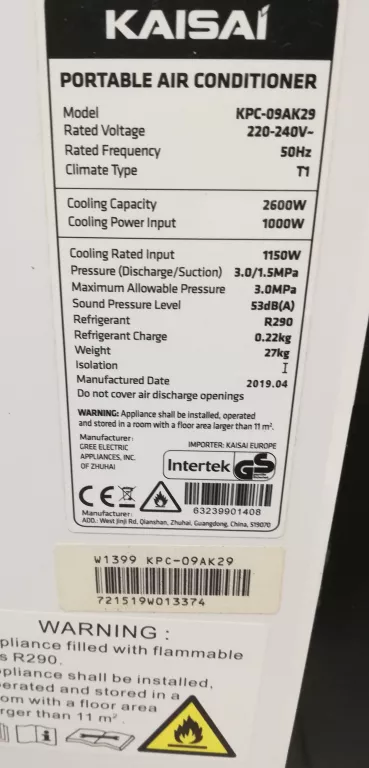 KAISAI
PORTABLE AIR CONDITIONER
Model KPC-09AK29
Rated Voltage 220-240V~
Rated Frequency 50Hz
Climate Type T1
Cooling Capacity 2600W
Cooling Power Input 1000W
Cooling Rated Input 1150W
Pressure (Discharge/Suction) 3.0/1.5MPa
Maximum Allowable Pressure 3.0MPa
Sound Pressure Level 53dB(A)
Refrigerant R290
Refrigerant Charge 0.22kg
Weight 27kg
Isolation I
Manufactured Date 2019.04
Do not cover air discharge openings
WARNING: Appliance shall be installed, operated
and stored in a room with a floor area larger than 11 m².
Manufacturer: IMPORTER: KAISAI EUROPE
GREE ELECTRIC
APPLIANCES, INC.
OF ZHUHAI
Intertek GS
CE
63239901408
Manufacturer:
ADD.: West Jinji Rd, Qianshan, Zhuhai, Guangdong, China, 519070
W1399 KPC-09AK29
721519W013374
WARNING :
pliance filled with flammable
s R290.
ppliance shall be installed,
erated and stored in a
om with a floor area
rger than 11 m².